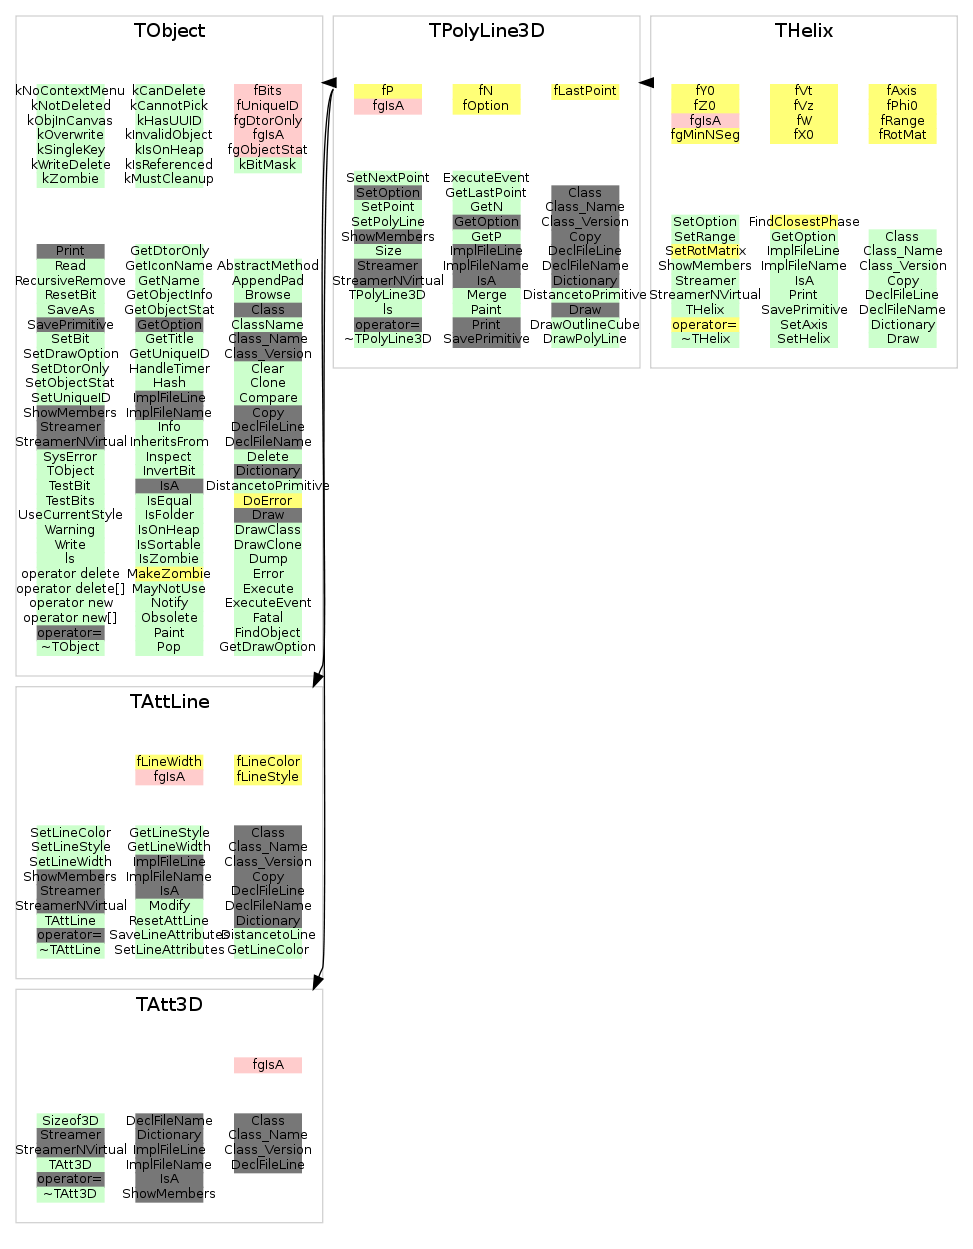 TObject
kNoContextMenu
kNotDeleted
kObjInCanvas
kOverwrite
kSingleKey
kWriteDelete
kZombie
kCanDelete
kCannotPick
kHasUUID
kInvalidObject
kIsOnHeap
kIsReferenced
kMustCleanup
fBits
fUniqueID
fgDtorOnly
fgIsA
fgObjectStat
kBitMask
Print
Read
RecursiveRemove
ResetBit
SaveAs
SavePrimitive
SetBit
SetDrawOption
SetDtorOnly
SetObjectStat
SetUniqueID
ShowMembers
Streamer
StreamerNVirtual
SysError
TObject
TestBit
TestBits
UseCurrentStyle
Warning
Write
ls
operator delete
operator delete[]
operator new
operator new[]
operator=
~TObject
GetDtorOnly
GetIconName
GetName
GetObjectInfo
GetObjectStat
GetOption
GetTitle
GetUniqueID
HandleTimer
Hash
ImplFileLine
ImplFileName
Info
InheritsFrom
Inspect
InvertBit
IsA
IsEqual
IsFolder
IsOnHeap
IsSortable
IsZombie
MakeZombie
MayNotUse
Notify
Obsolete
Paint
Pop
AbstractMethod
AppendPad
Browse
Class
ClassName
Class_Name
Class_Version
Clear
Clone
Compare
Copy
DeclFileLine
DeclFileName
Delete
Dictionary
DistancetoPrimitive
DoError
Draw
DrawClass
DrawClone
Dump
Error
Execute
ExecuteEvent
Fatal
FindObject
GetDrawOption
TPolyLine3D
fP
fgIsA
fN
fOption
fLastPoint
SetNextPoint
SetOption
SetPoint
SetPolyLine
ShowMembers
Size
Streamer
StreamerNVirtual
TPolyLine3D
ls
operator=
~TPolyLine3D
ExecuteEvent
GetLastPoint
GetN
GetOption
GetP
ImplFileLine
ImplFileName
IsA
Merge
Paint
Print
SavePrimitive
Class
Class_Name
Class_Version
Copy
DeclFileLine
DeclFileName
Dictionary
DistancetoPrimitive
Draw
DrawOutlineCube
DrawPolyLine
THelix
fY0
fZ0
fgIsA
fgMinNSeg
fVt
fVz
fW
fX0
fAxis
fPhi0
fRange
fRotMat
SetOption
SetRange
SetRotMatrix
ShowMembers
Streamer
StreamerNVirtual
THelix
operator=
~THelix
FindClosestPhase
GetOption
ImplFileLine
ImplFileName
IsA
Print
SavePrimitive
SetAxis
SetHelix
Class
Class_Name
Class_Version
Copy
DeclFileLine
DeclFileName
Dictionary
Draw
TAttLine
fLineWidth
fgIsA
fLineColor
fLineStyle
SetLineColor
SetLineStyle
SetLineWidth
ShowMembers
Streamer
StreamerNVirtual
TAttLine
operator=
~TAttLine
GetLineStyle
GetLineWidth
ImplFileLine
ImplFileName
IsA
Modify
ResetAttLine
SaveLineAttributes
SetLineAttributes
Class
Class_Name
Class_Version
Copy
DeclFileLine
DeclFileName
Dictionary
DistancetoLine
GetLineColor
TAtt3D
fgIsA
Sizeof3D
Streamer
StreamerNVirtual
TAtt3D
operator=
~TAtt3D
DeclFileName
Dictionary
ImplFileLine
ImplFileName
IsA
ShowMembers
Class
Class_Name
Class_Version
DeclFileLine